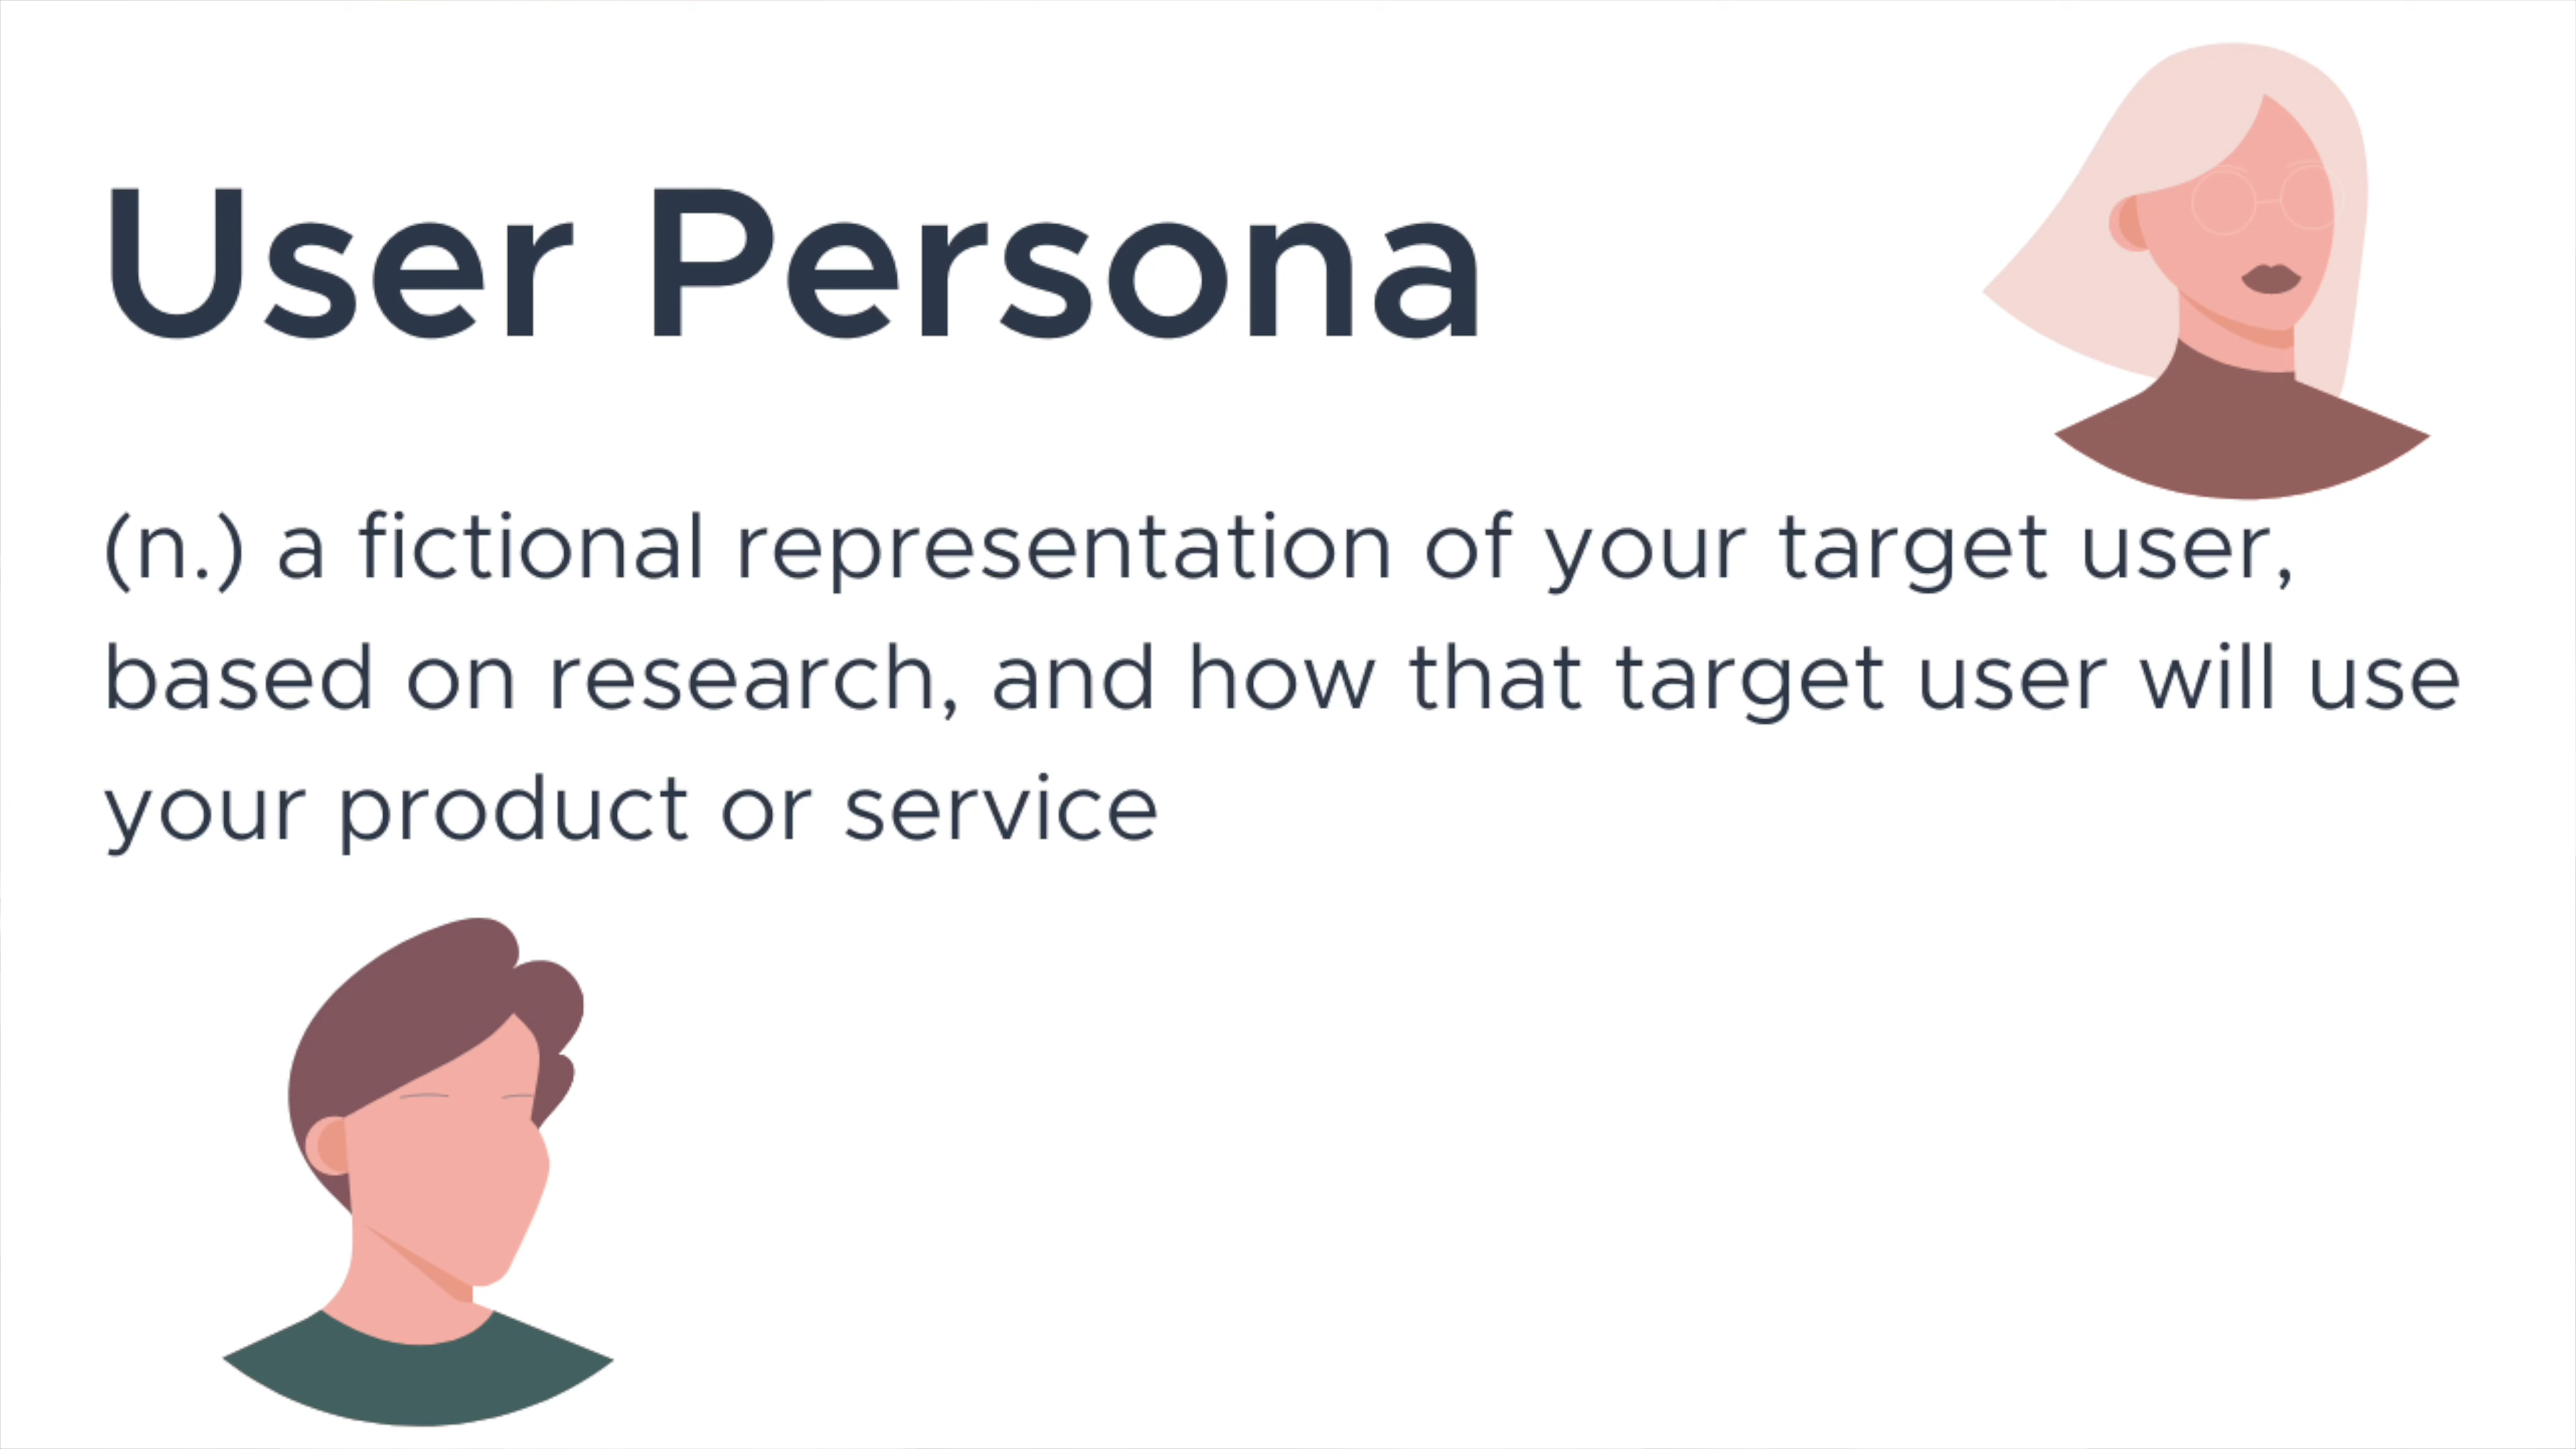 User Persona
(n.) a fictional representation of your target user,
based on research, and how that target user will use
your product or service